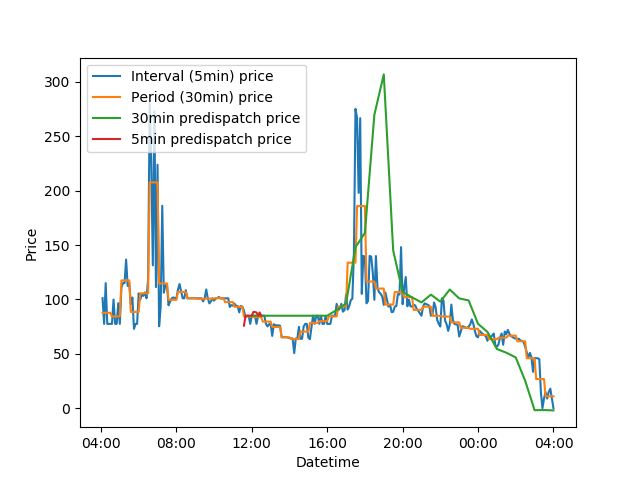 Interval (5min) price
Period (30min) price
30min predispatch price
5min predispatch price
300
250
200
150
100
50
0
Price
04:00 08:00 12:00 16:00 20:00 00:00 04:00
Datetime